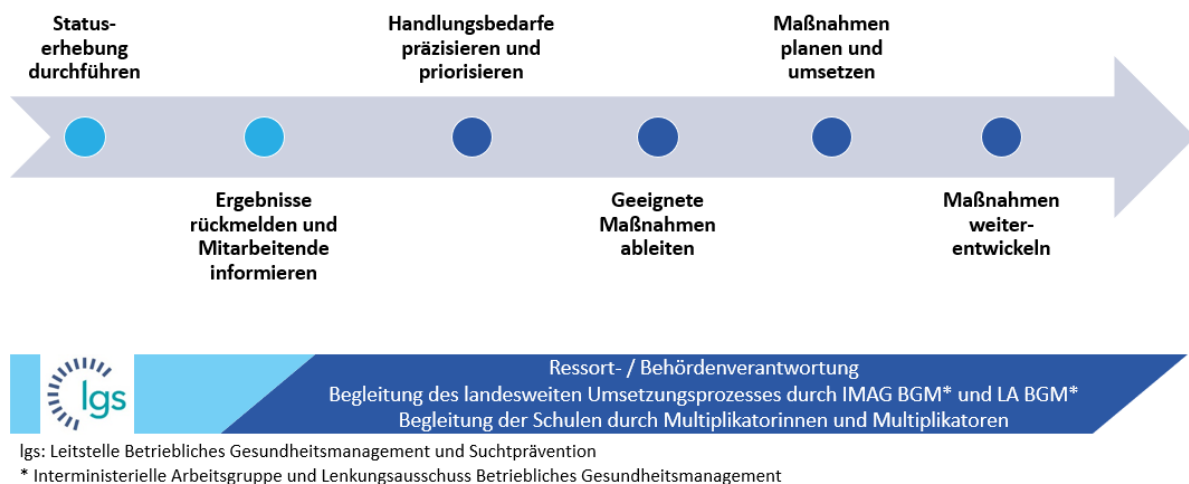 Status-
erhebung
durchführen
Ergebnisse
rückmelden und
Mitarbeitende
informieren
Handlungsbedarfe
präzisieren und
priorisieren
Geeignete
Maßnahmen
ableiten
Maßnahmen
planen und
umsetzen
Maßnahmen
weiter-
entwickeln
lgs
Ressort- / Behördenverantwortung
Begleitung des landesweiten Umsetzungsprozesses durch IMAG BGM* und LA BGM*
Begleitung der Schulen durch Multiplikatorinnen und Multiplikatoren
lgs: Leitstelle Betriebliches Gesundheitsmanagement und Suchtprävention
* Interministerielle Arbeitsgruppe und Lenkungsausschuss Betriebliches Gesundheitsmanagement